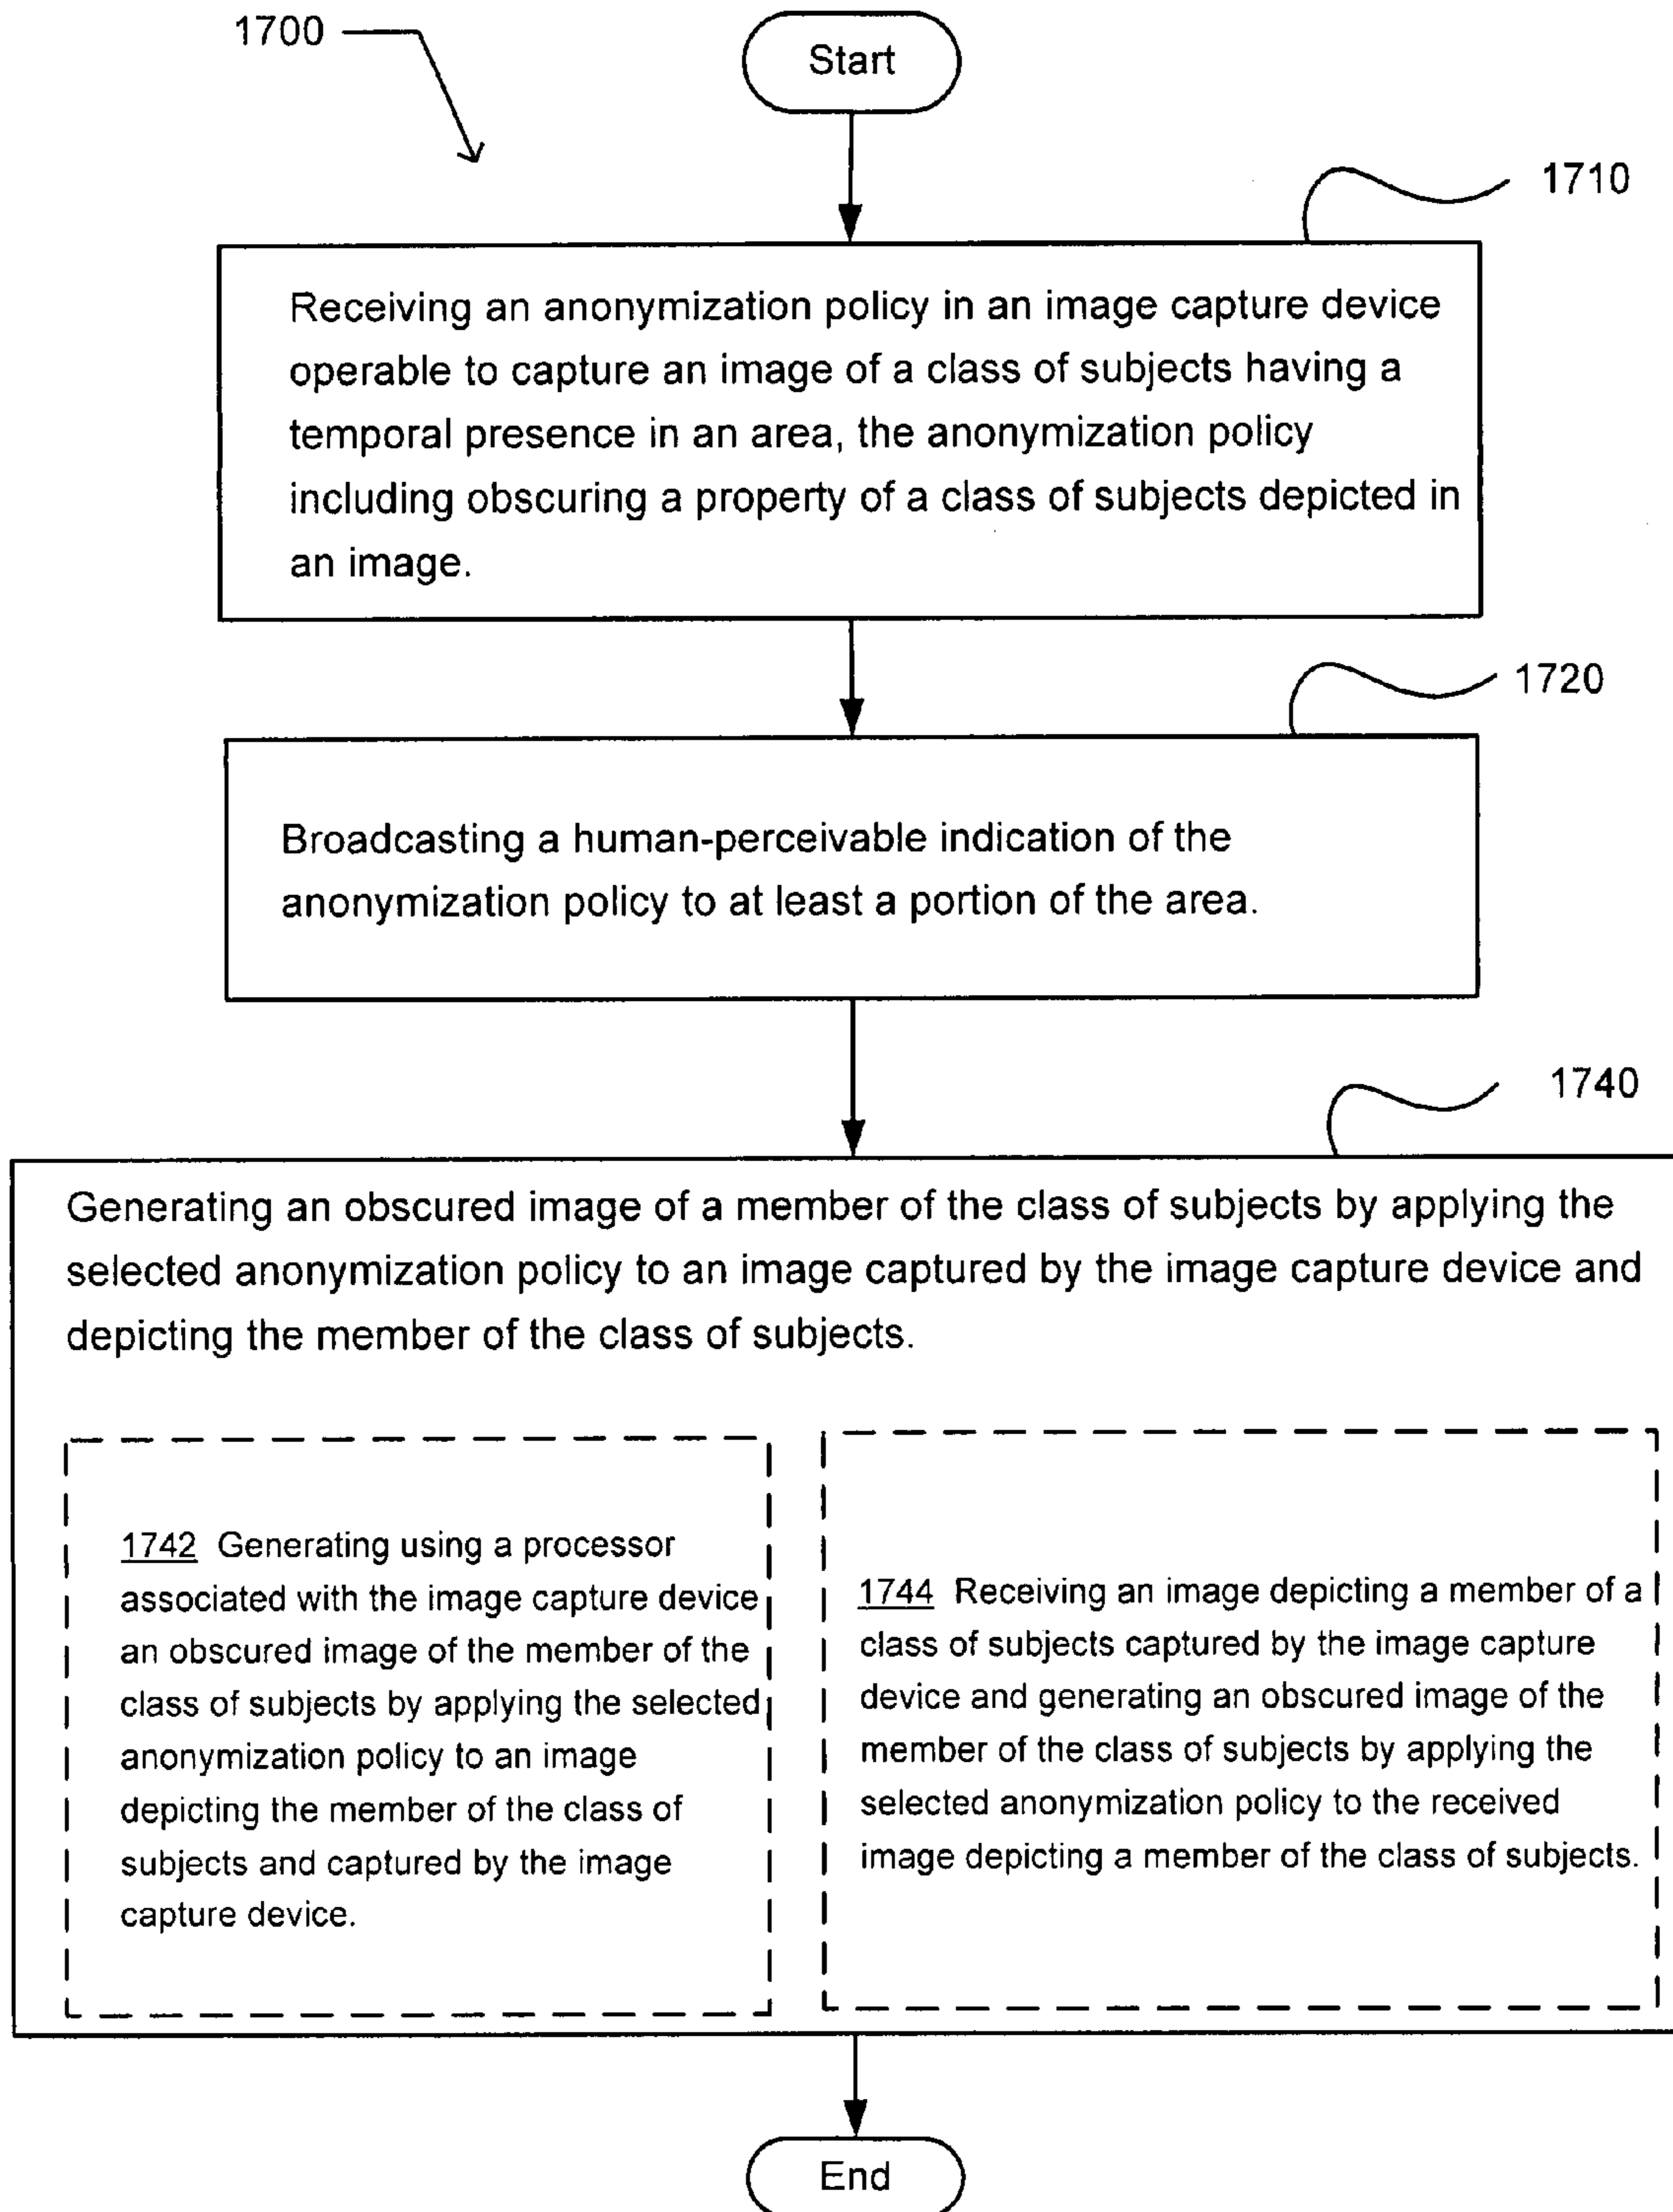 1700
Start
1710
Receiving an anonymization policy in an image capture device
operable to capture an image of a class of subjects having a
temporal presence in an area, the anonymization policy
including obscuring a property of a class of subjects depicted in
an image.
1720
Broadcasting a human-perceivable indication of the
anonymization policy to at least a portion of the area.
1740
Generating an obscured image of a member of the class of subjects by applying the
selected anonymization policy to an image captured by the image capture device and
depicting the member of the class of subjects.
1742 Generating using a processor
associated with the image capture device
an obscured image of the member of the
class of subjects by applying the selected
anonymization policy to an image
depicting the member of the class of
subjects and captured by the image
capture device.
1744 Receiving an image depicting a member of a
class of subjects captured by the image capture
device and generating an obscured image of the
member of the class of subjects by applying the
selected anonymization policy to the received
image depicting a member of the class of subjects.
End